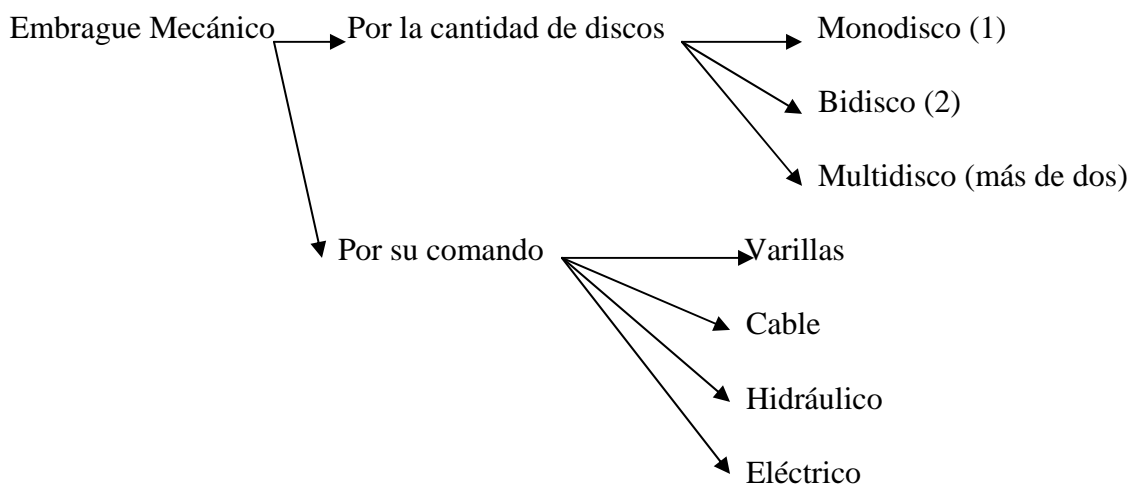 Embrague Mecánico Por la cantidad de discos Monodisco (1)
Bidisco (2)
Multidisco (más de dos)
Por su comando Varillas
Cable
Hidráulico
Eléctrico